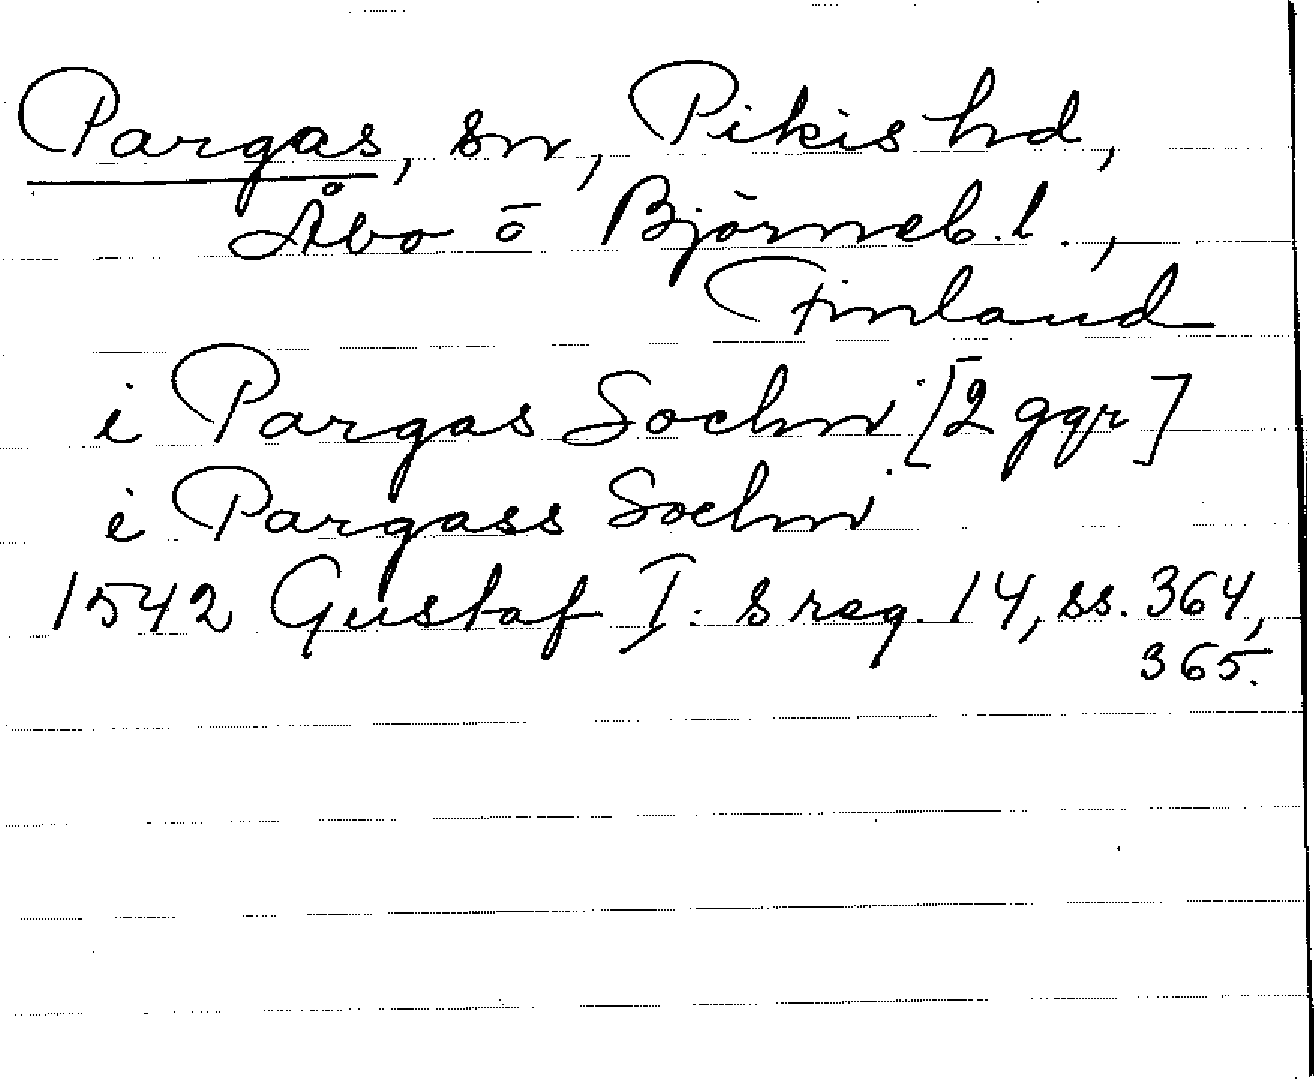 Pargas, sn, Pikis hd,
Åbo o Björneb. l.,
Finland
i Pargas Sochn [2 ggr]
i Pargass Sochn
1542 Gustaf I:s reg. 14, ss. 364,
365.